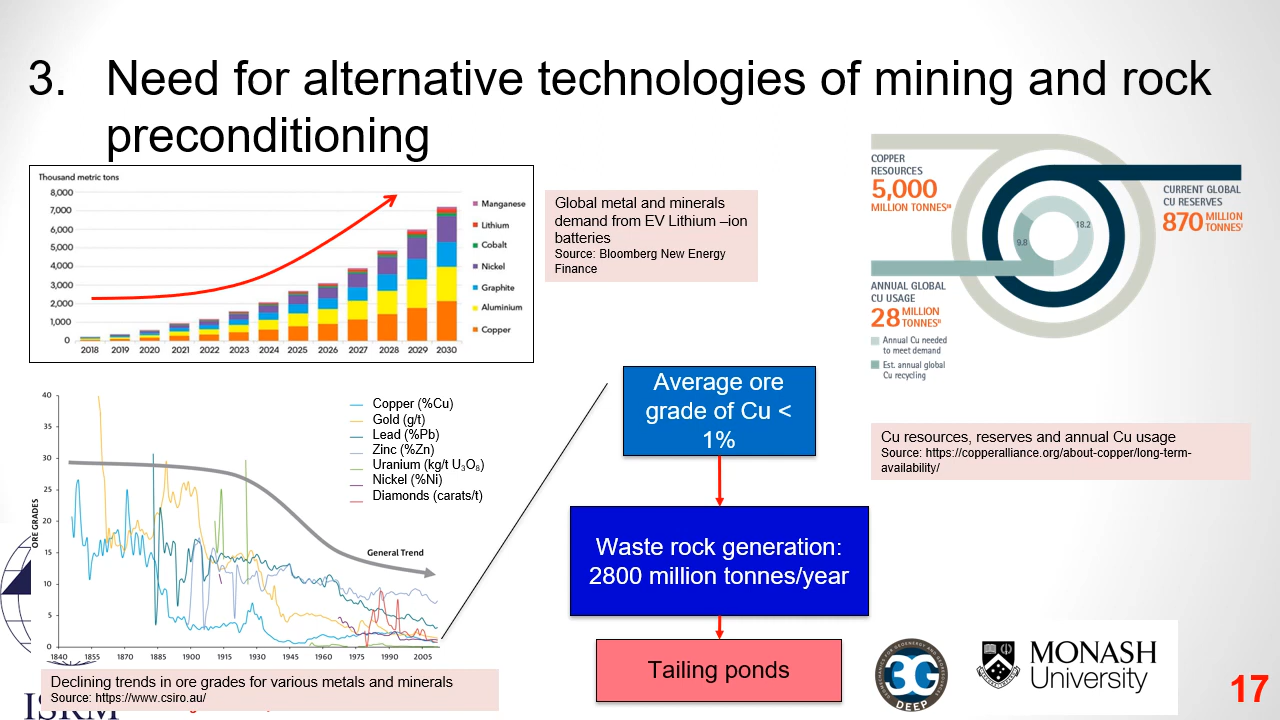 3. Need for alternative technologies of mining and rock
preconditioning
Thousand metric tons
8,000
7,000
6,000
5,000
4,000
3,000
2,000
1,000
0
2018 2019 2020 2021 2022 2023 2024 2025 2026 2027 2028 2029 2030
Manganese
Lithium
Cobalt
Nickel
Graphite
Aluminium
Copper
Global metal and minerals
demand from EV Lithium –ion
batteries
Source: Bloomberg New Energy
Finance
COPPER
RESOURCES
5,000
MILLION TONNES
CURRENT GLOBAL
CU RESERVES
870 MILLION
TONNES
18.2
9.8
ANNUAL GLOBAL
CU USAGE
28 MILLION
TONNES
Annual Cu needed
to meet demand
Est. annual global
Cu recycling
Cu resources, reserves and annual Cu usage
Source: https://copperalliance.org/about-copper/long-term-
availability/
ORE GRADES
40
35
30
25
20
15
10
5
0
1840 1855 1870 1885 1900 1915 1930 1945 1960 1975 1990 2005
Copper (%Cu)
Gold (g/t)
Lead (%Pb)
Zinc (%Zn)
Uranium (kg/t U₃O₈)
Nickel (%Ni)
Diamonds (carats/t)
General Trend
Declining trends in ore grades for various metals and minerals
Source: https://www.csiro.au/
Average ore
grade of Cu <
1%
Waste rock generation:
2800 million tonnes/year
Tailing ponds
ISRM
3G
DEEP
MONASH
University
17